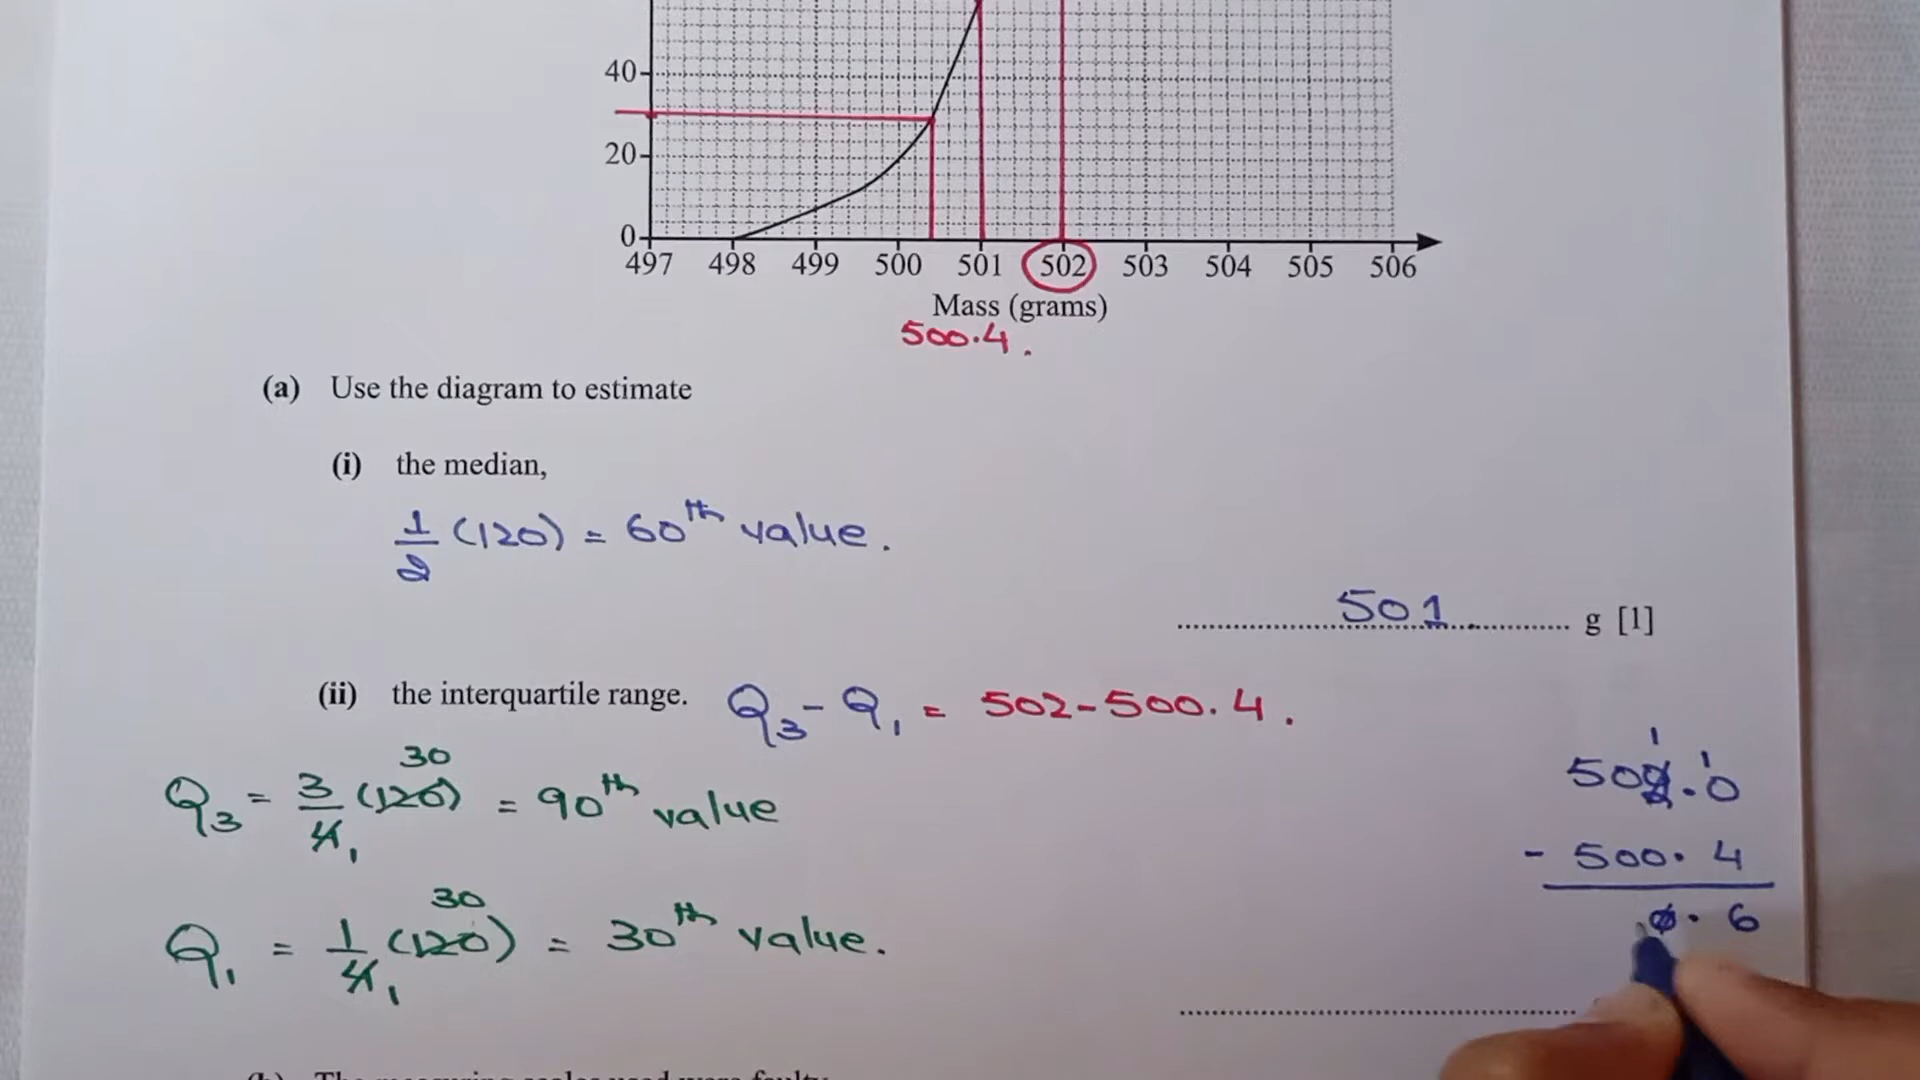 40
20
0
497 498 499 500 501 502 503 504 505 506
Mass (grams)
500.4.
(a) Use the diagram to estimate
(i) the median,
1/2 (120) = 60th value.
501 g [1]
(ii) the interquartile range. Q3 - Q1 = 502-500.4.
30
Q3 = 3/4 (120) = 90th value
1
1 1
502.0
- 500.4
.6
30
Q1 = 1/4 (120) = 30th value.
1